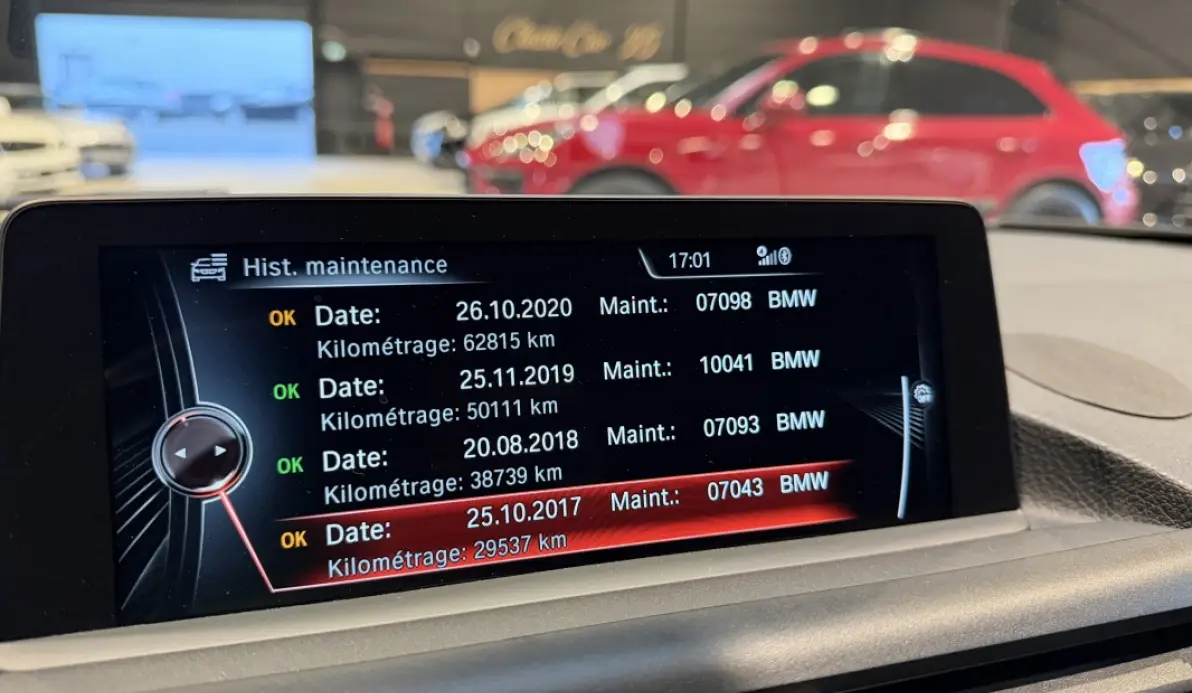 Hist. maintenance 17:01
OK Date: 26.10.2020 Maint.: 07098 BMW
Kilométrage: 62815 km
OK Date: 25.11.2019 Maint.: 10041 BMW
Kilométrage: 50111 km
OK Date: 20.08.2018 Maint.: 07093 BMW
Kilométrage: 38739 km
OK Date: 25.10.2017 Maint.: 07043 BMW
Kilométrage: 29537 km